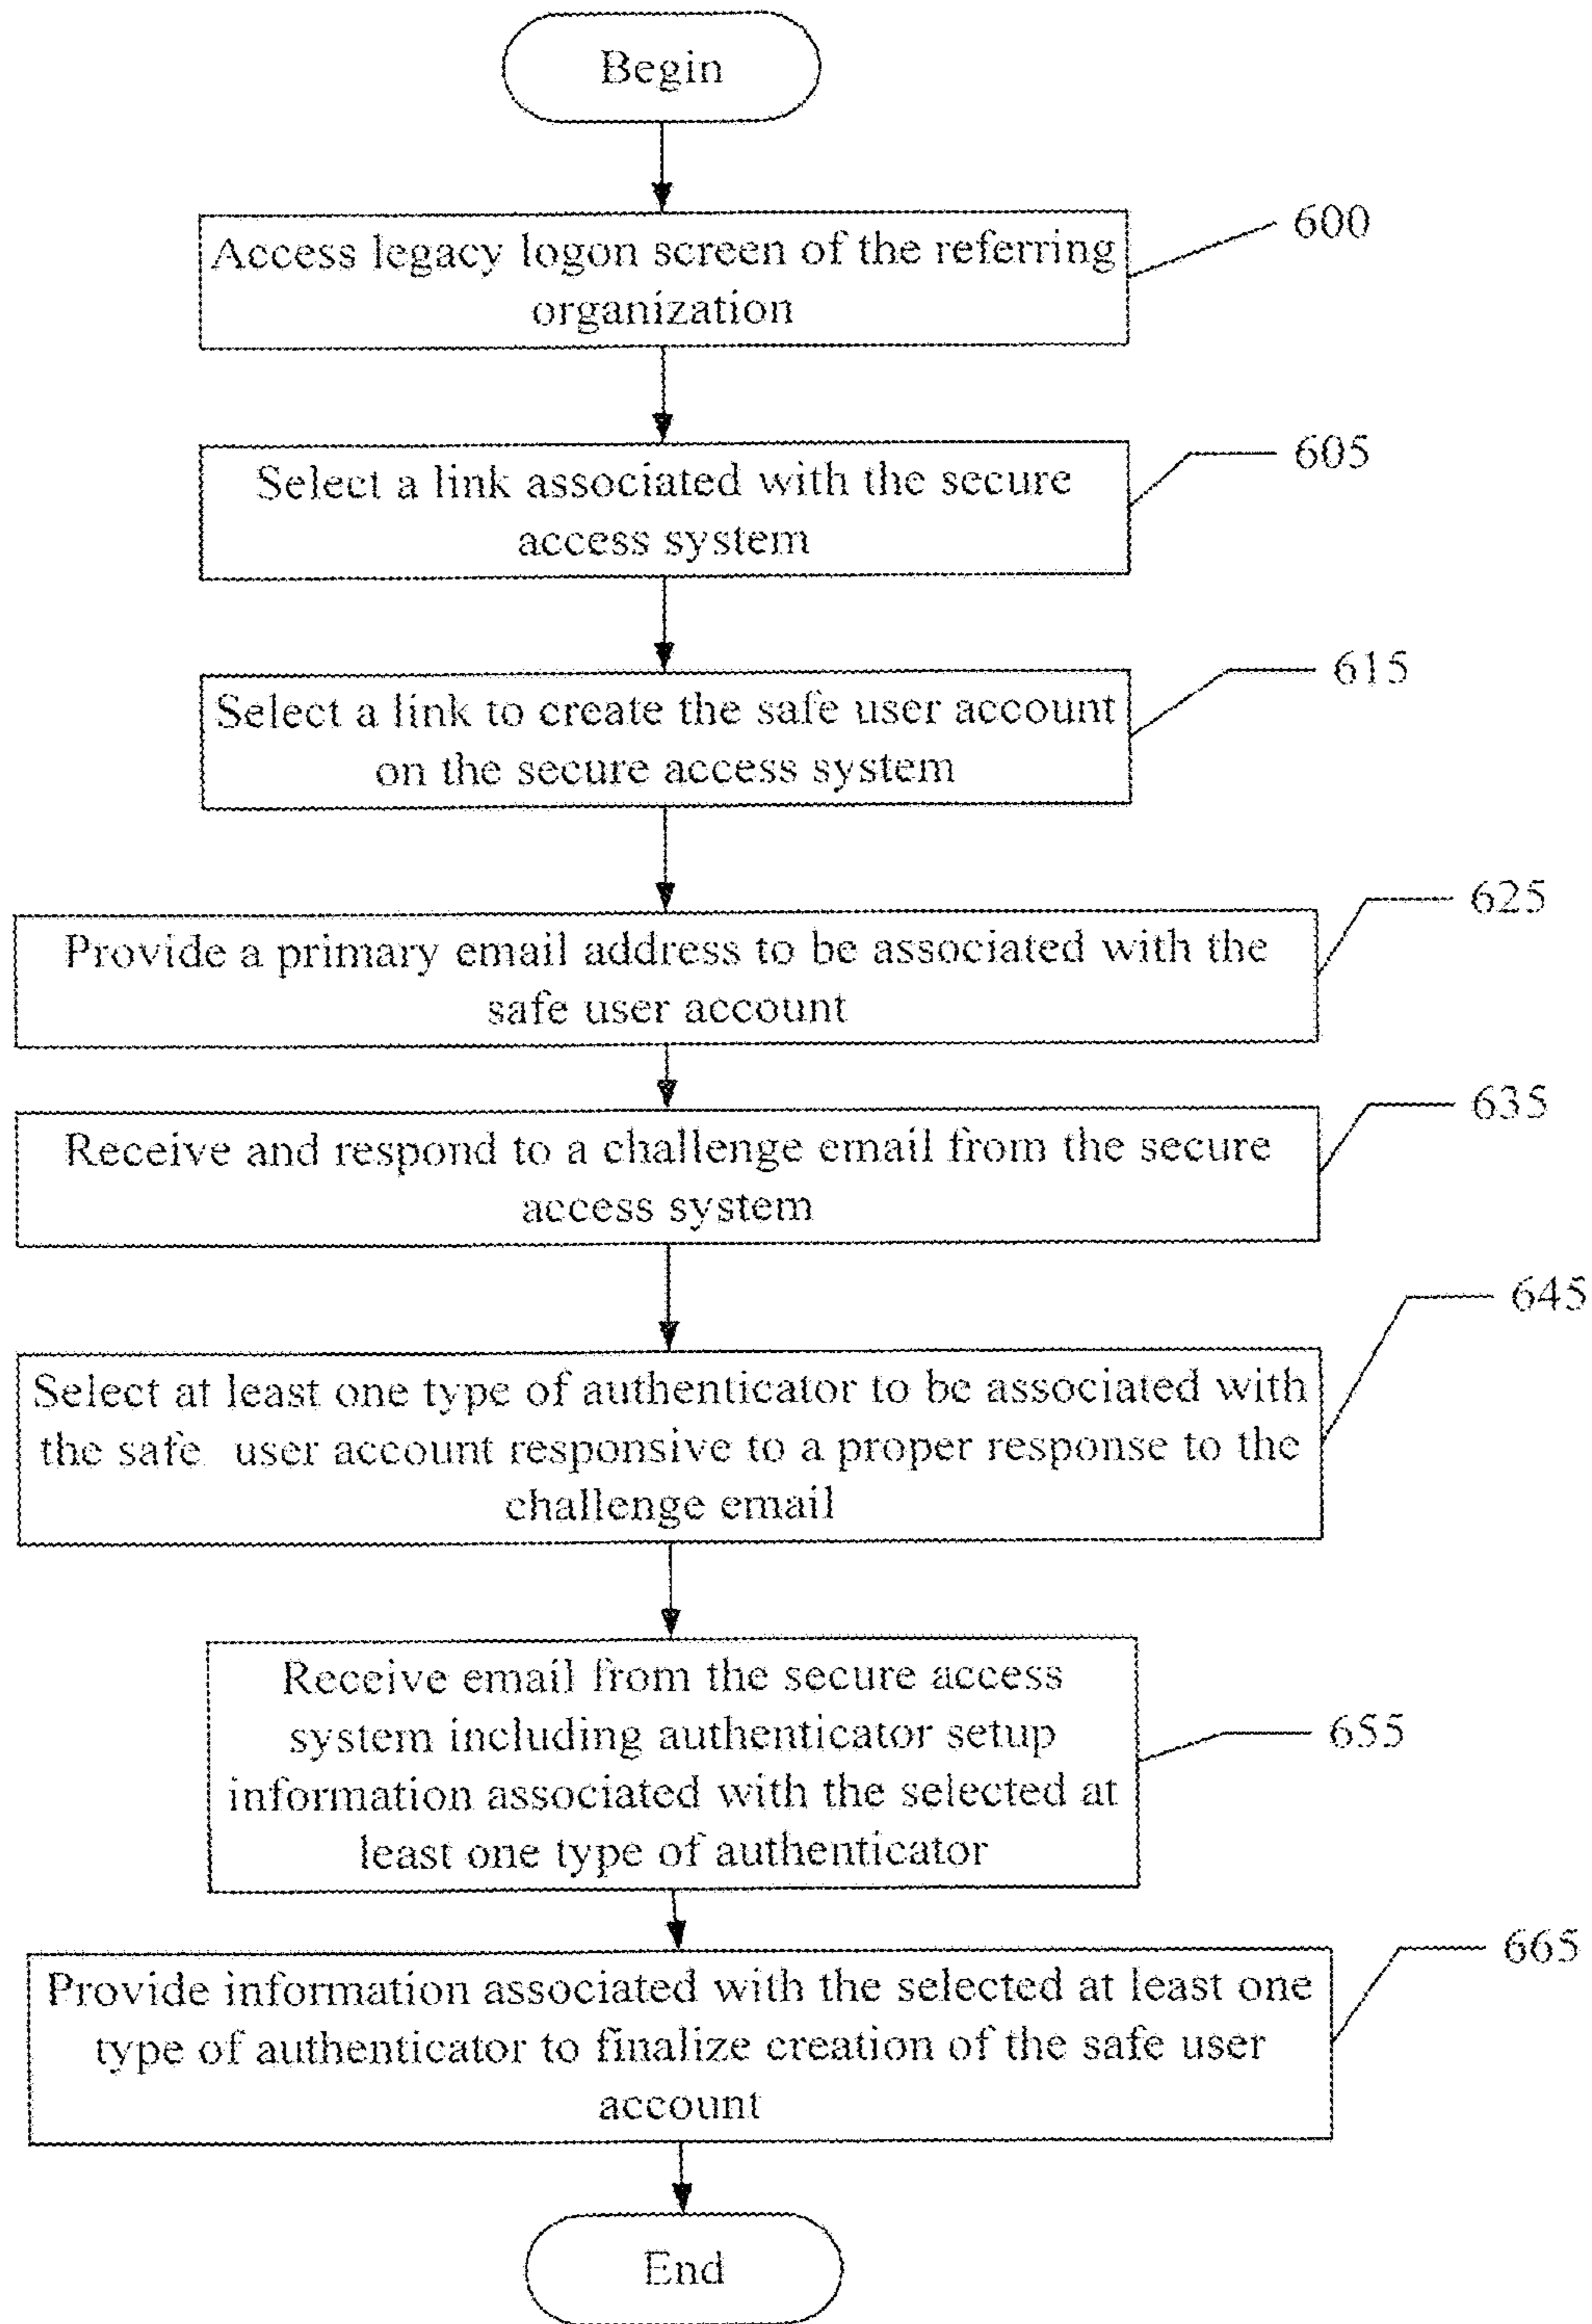 Begin
Access legacy logon screen of the referring
organization
600
Select a link associated with the secure
access system
605
Select a link to create the safe user account
on the secure access system
615
Provide a primary email address to be associated with the
safe user account
625
Receive and respond to a challenge email from the secure
access system
635
Select at least one type of authenticator to be associated with
the safe user account responsive to a proper response to the
challenge email
645
Receive email from the secure access
system including authenticator setup
information associated with the selected at
least one type of authenticator
655
Provide information associated with the selected at least one
type of authenticator to finalize creation of the safe user
account
665
End